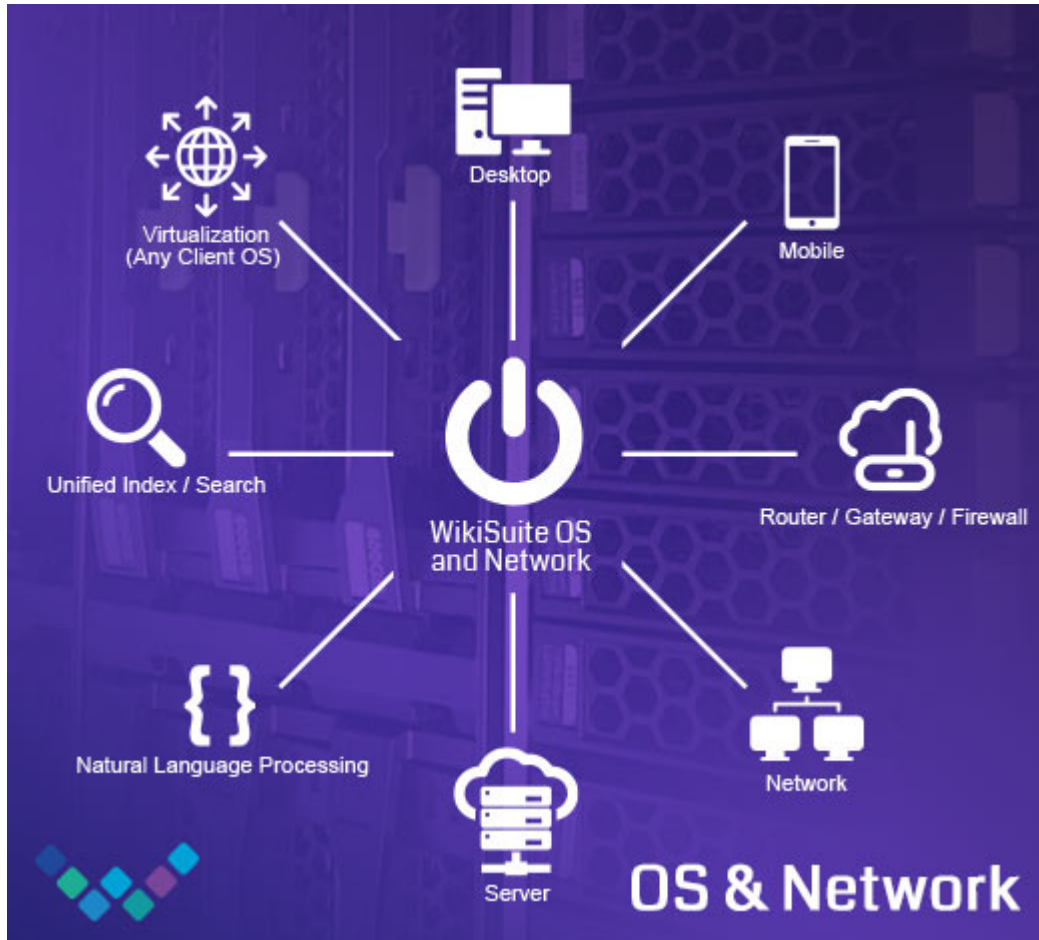 Desktop
Virtualization
(Any Client OS)
Mobile
Unified Index / Search
WikiSuite OS
and Network
Router / Gateway / Firewall
Natural Language Processing
Network
Server
OS & Network